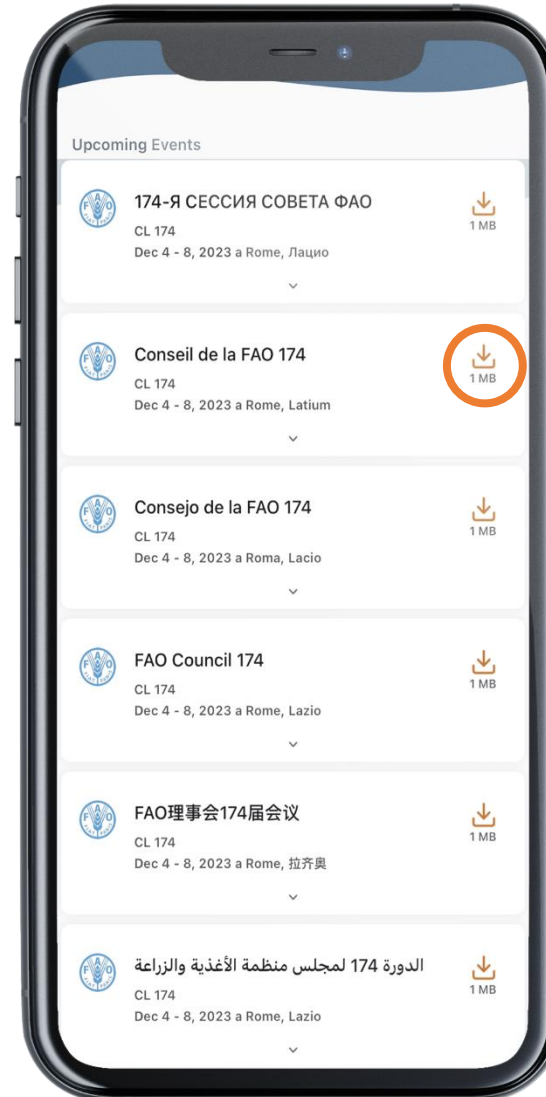 Upcoming Events
174-Я СЕССИЯ СОВЕТА ФАО
1 MB
CL 174
Dec 4 - 8, 2023 a Rome, Лацио
Conseil de la FAO 174
1 MB
CL 174
Dec 4 - 8, 2023 a Rome, Latium
Consejo de la FAO 174
1 MB
CL 174
Dec 4 - 8, 2023 a Roma, Lacio
FAO Council 174
1 MB
CL 174
Dec 4 - 8, 2023 a Rome, Lazio
FAO理事会174届会议
1 MB
CL 174
Dec 4 - 8, 2023 a Rome, 拉齐奥
الدورة 174 لمجلس منظمة الأغذية والزراعة
1 MB
CL 174
Dec 4 - 8, 2023 a Rome, Lazio